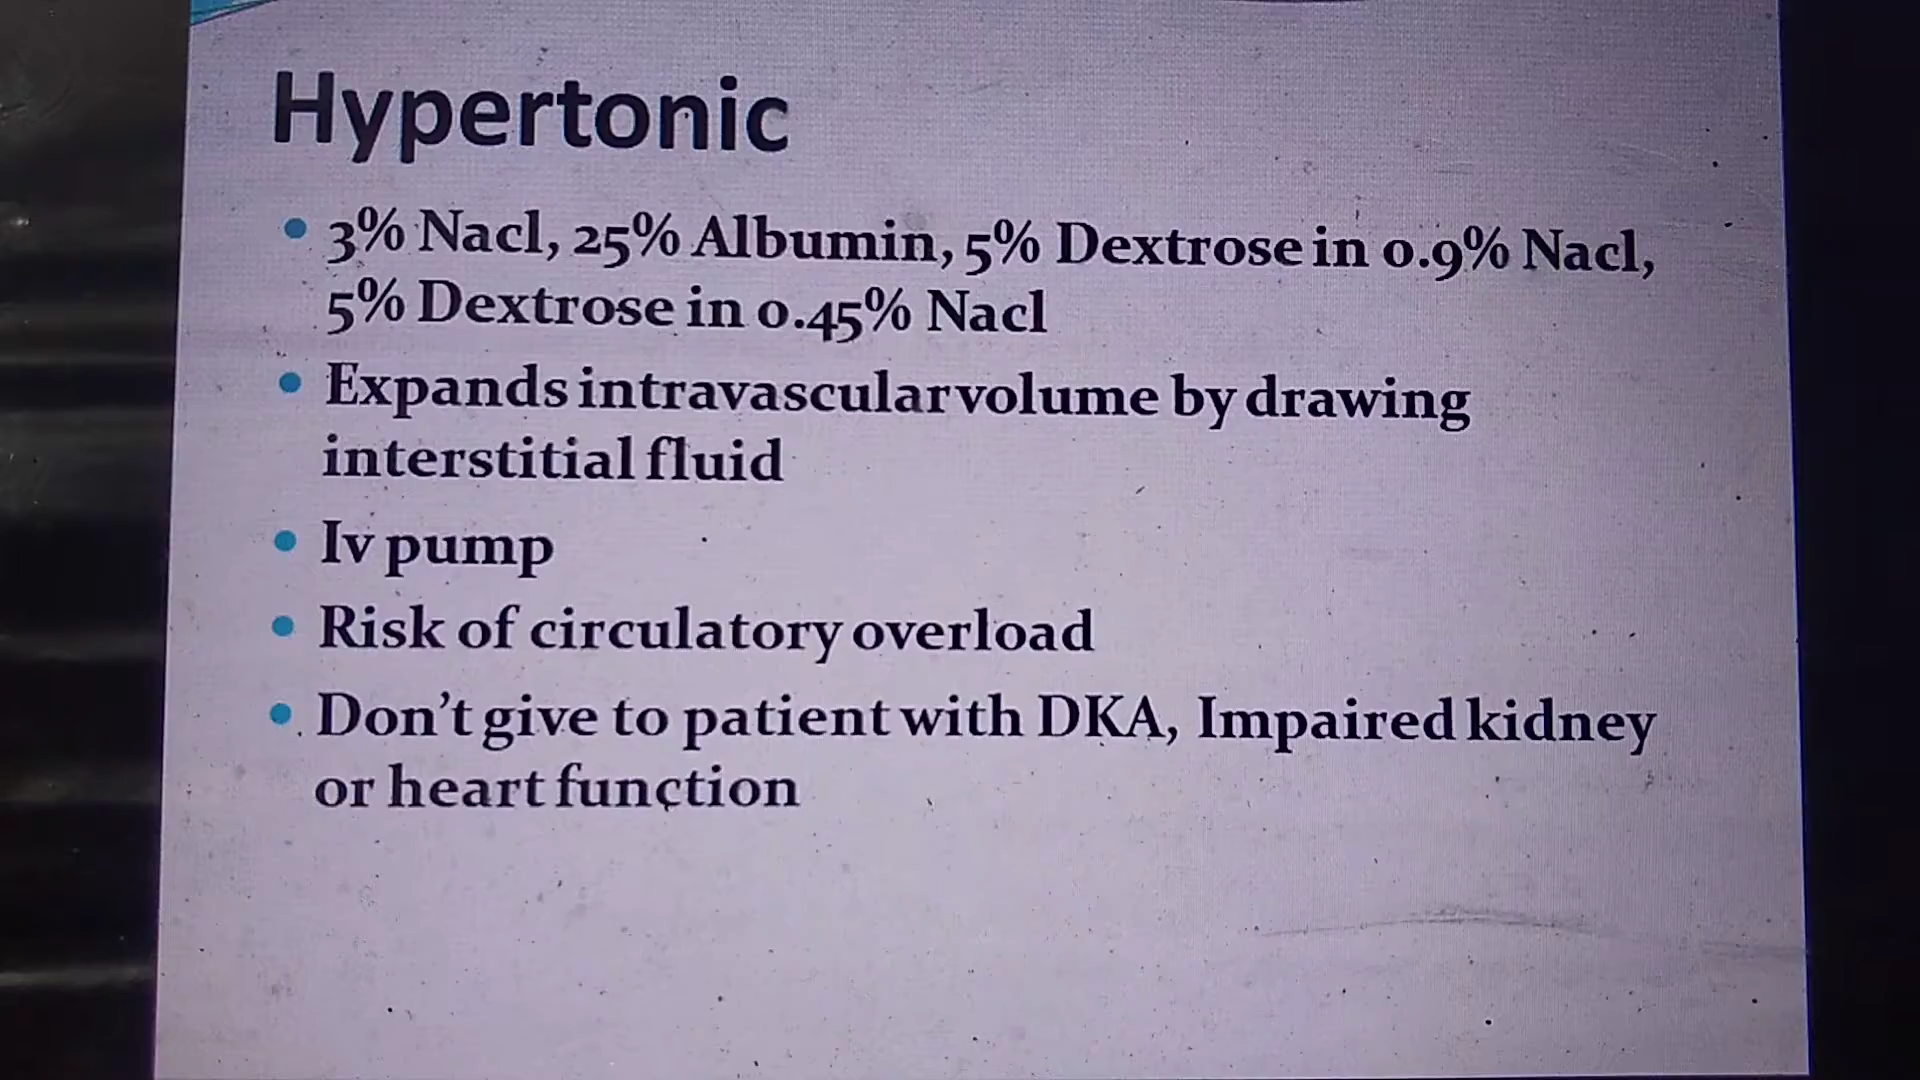 Hypertonic
3% Nacl, 25% Albumin, 5% Dextrose in 0.9% Nacl,
5% Dextrose in 0.45% Nacl
Expands intravascular volume by drawing
interstitial fluid
Iv pump
Risk of circulatory overload
Don't give to patient with DKA, Impaired kidney
or heart function